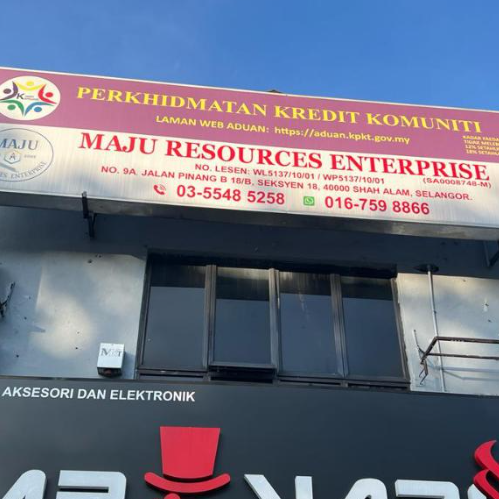 PERKHIDMATAN KREDIT KOMUNITI
LAMAN WEB ADUAN: https://aduan.kpkt.gov.my
MAJU
MAJU RESOURCES ENTERPRISE
NO. LESEN: WL5137/10/01 / WP5137/10/01 (SA0008748-M)
NO. 9A, JALAN PINANG B 18/B, SEKSYEN 18, 40000 SHAH ALAM, SELANGOR.
03-5548 5258 016-759 8866
AKSESORI DAN ELEKTRONIK